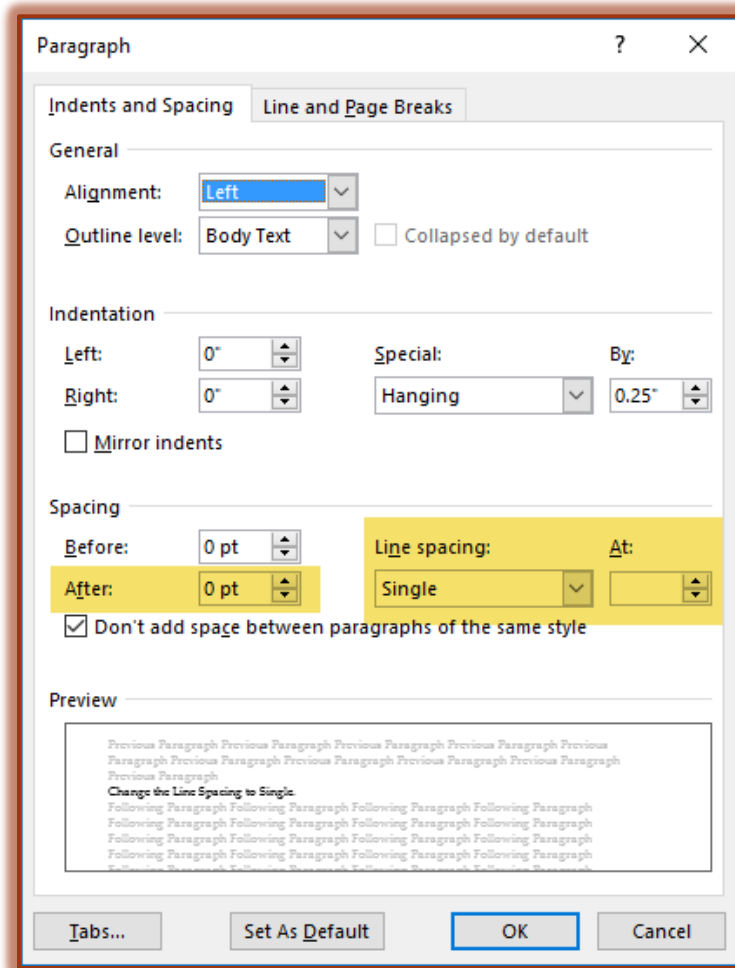 Paragraph ?
Indents and Spacing Line and Page Breaks
General
Alignment: Left
Outline level: Body Text Collapsed by default
Indentation
Left: 0" Special: By:
Right: 0" Hanging 0.25"
Mirror indents
Spacing
Before: 0 pt Line spacing: At:
After: 0 pt Single
Don't add space between paragraphs of the same style
Preview
Previous Paragraph Previous Paragraph Previous Paragraph Previous Paragraph Previous
Paragraph Previous Paragraph Previous Paragraph Previous Paragraph Previous Paragraph
Previous Paragraph
Change the Line Spacing to Single.
Following Paragraph Following Paragraph Following Paragraph Following Paragraph
Following Paragraph Following Paragraph Following Paragraph Following Paragraph
Following Paragraph Following Paragraph Following Paragraph Following Paragraph
Following Paragraph Following Paragraph Following Paragraph Following Paragraph
Following Paragraph Following Paragraph Following Paragraph Following Paragraph
Tabs... Set As Default OK Cancel